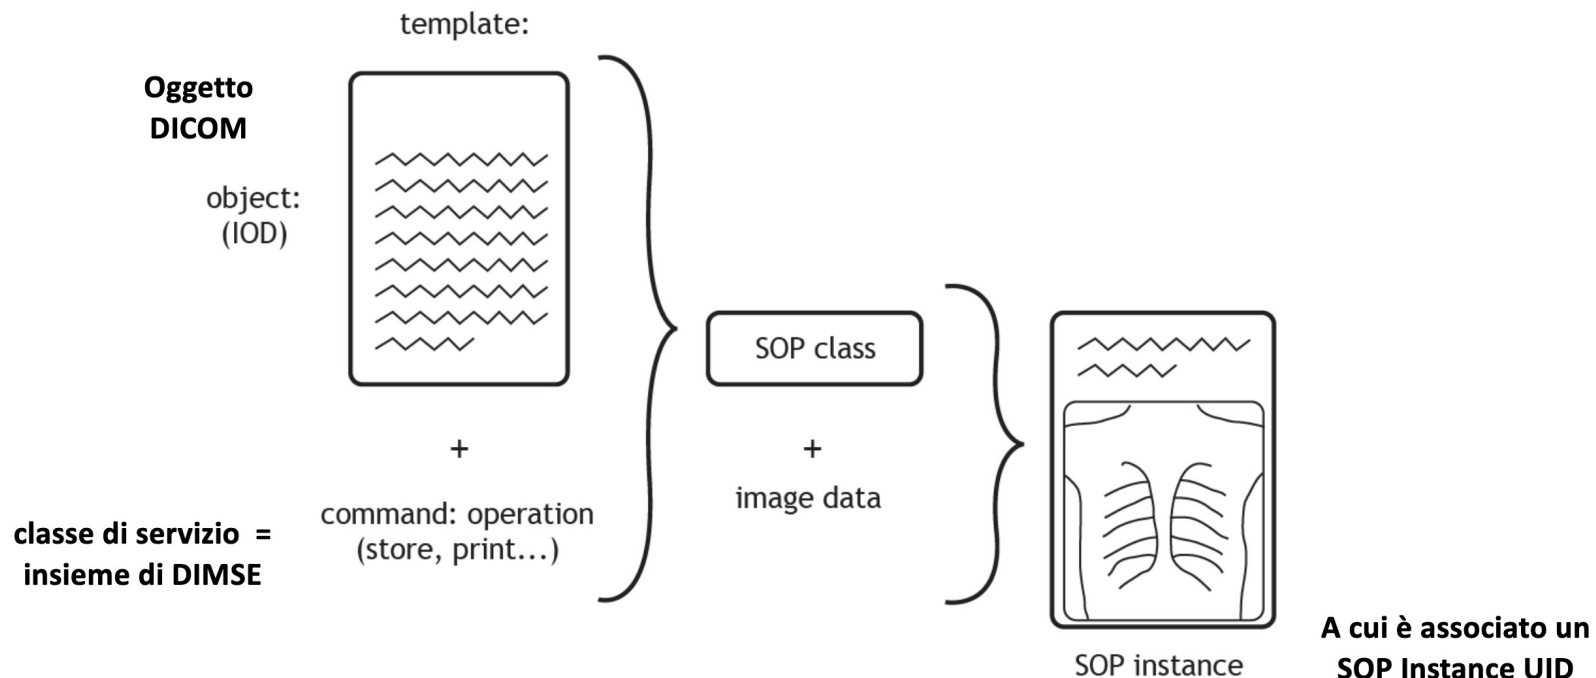 template:
Oggetto
DICOM
object:
(IOD)
+
command: operation
(store, print...)
classe di servizio =
insieme di DIMSE
SOP class
+
image data
SOP instance
A cui è associato un
SOP Instance UID